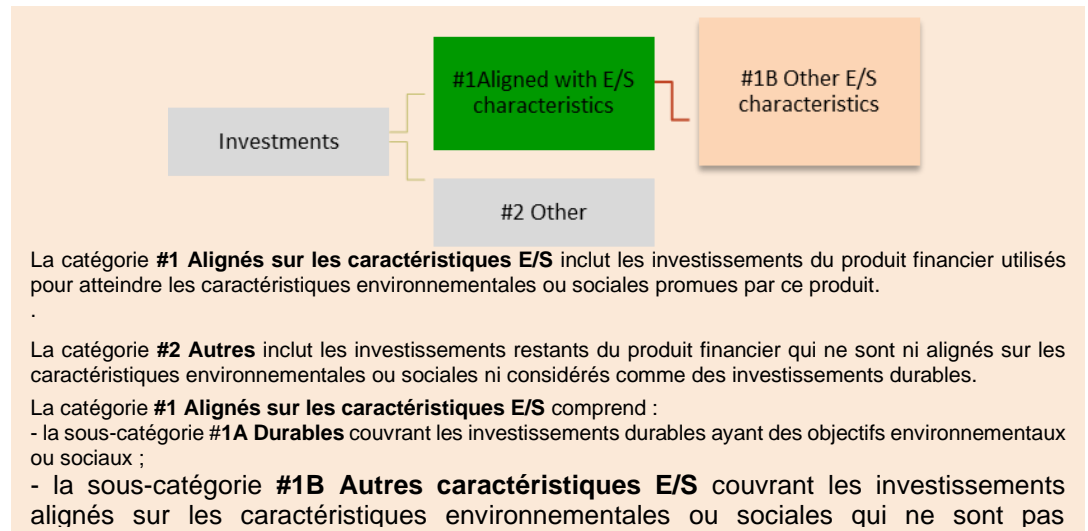 #1Aligned with E/S
characteristics
#1B Other E/S
characteristics
Investments
#2 Other
La catégorie #1 Alignés sur les caractéristiques E/S inclut les investissements du produit financier utilisés
pour atteindre les caractéristiques environnementales ou sociales promues par ce produit.
.
La catégorie #2 Autres inclut les investissements restants du produit financier qui ne sont ni alignés sur les
caractéristiques environnementales ou sociales ni considérés comme des investissements durables.
La catégorie #1 Alignés sur les caractéristiques E/S comprend :
- la sous-catégorie #1A Durables couvrant les investissements durables ayant des objectifs environnementaux
ou sociaux ;
- la sous-catégorie #1B Autres caractéristiques E/S couvrant les investissements
alignés sur les caractéristiques environnementales ou sociales qui ne sont pas